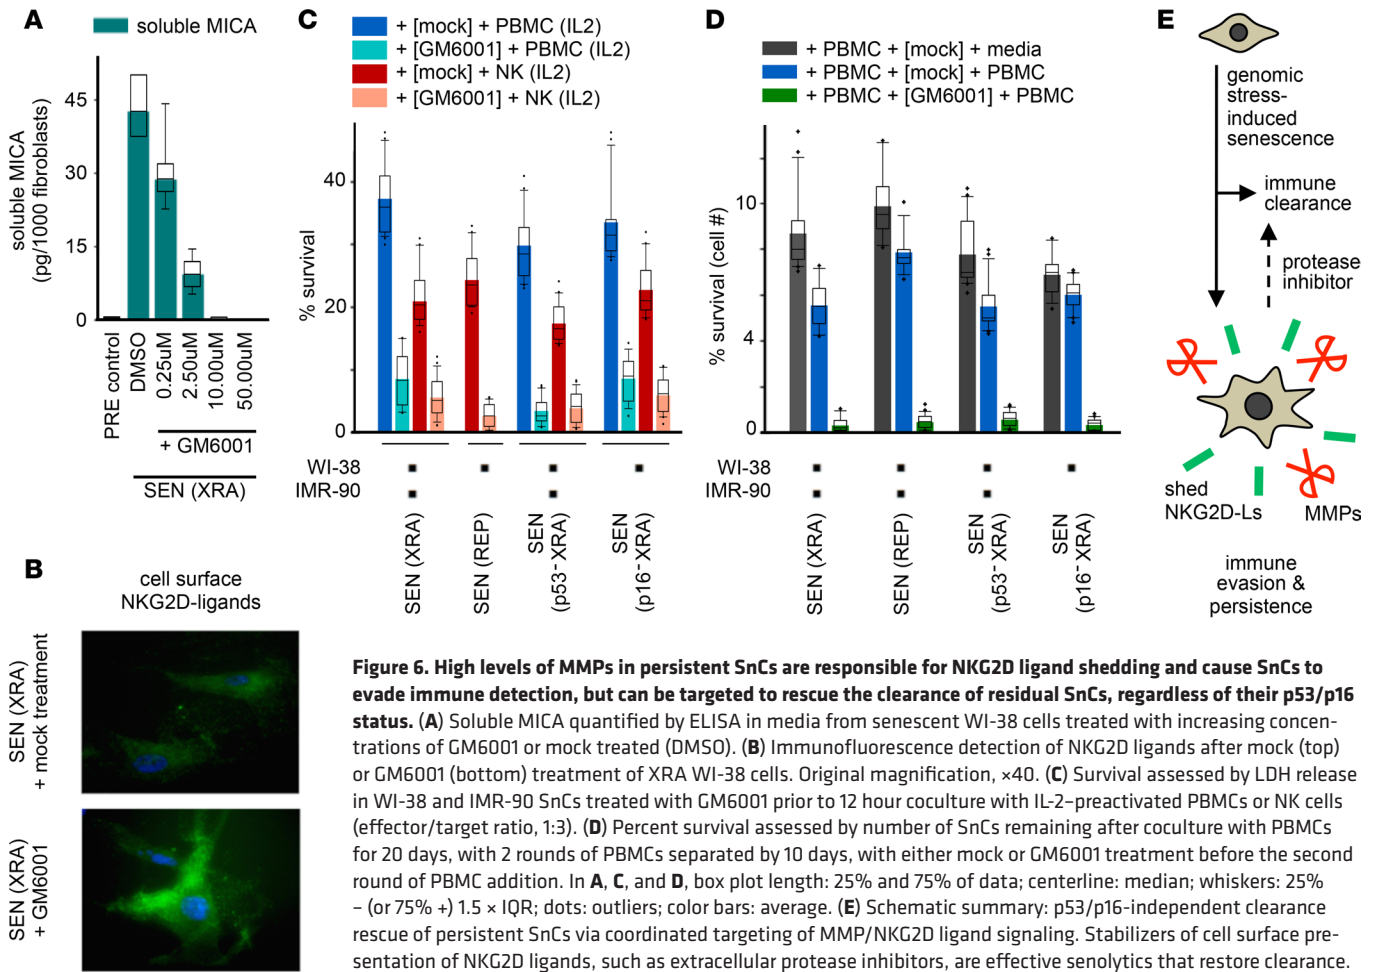 A
soluble MICA
soluble MICA
(pg/1000 fibroblasts)
45
30
15
0
PRE control
DMSO
0.25uM
2.50uM
10.00uM
50.00uM
+ GM6001
SEN (XRA)
B
cell surface
NKG2D-ligands
SEN (XRA)
+ mock treatment
SEN (XRA)
+ GM6001
C
+ [mock] + PBMC (IL2)
+ [GM6001] + PBMC (IL2)
+ [mock] + NK (IL2)
+ [GM6001] + NK (IL2)
% survival
40
20
0
WI-38
IMR-90
SEN (XRA)
SEN (REP)
SEN
(p53- XRA)
SEN
(p16- XRA)
D
+ PBMC + [mock] + media
+ PBMC + [mock] + PBMC
+ PBMC + [GM6001] + PBMC
% survival (cell #)
10
4
0
WI-38
IMR-90
SEN (XRA)
SEN (REP)
SEN
(p53- XRA)
SEN
(p16- XRA)
E
genomic
stress-
induced
senescence
immune
clearance
protease
inhibitor
shed
NKG2D-Ls
MMPs
immune
evasion &
persistence
Figure 6. High levels of MMPs in persistent SnCs are responsible for NKG2D ligand shedding and cause SnCs to
evade immune detection, but can be targeted to rescue the clearance of residual SnCs, regardless of their p53/p16
status. (A) Soluble MICA quantified by ELISA in media from senescent WI-38 cells treated with increasing concen-
trations of GM6001 or mock treated (DMSO). (B) Immunofluorescence detection of NKG2D ligands after mock (top)
or GM6001 (bottom) treatment of XRA WI-38 cells. Original magnification, ×40. (C) Survival assessed by LDH release
in WI-38 and IMR-90 SnCs treated with GM6001 prior to 12 hour coculture with IL-2–preactivated PBMCs or NK cells
(effector/target ratio, 1:3). (D) Percent survival assessed by number of SnCs remaining after coculture with PBMCs
for 20 days, with 2 rounds of PBMCs separated by 10 days, with either mock or GM6001 treatment before the second
round of PBMC addition. In A, C, and D, box plot length: 25% and 75% of data; centerline: median; whiskers: 25%
– (or 75% +) 1.5 × IQR; dots: outliers; color bars: average. (E) Schematic summary: p53/p16-independent clearance
rescue of persistent SnCs via coordinated targeting of MMP/NKG2D ligand signaling. Stabilizers of cell surface pre-
sentation of NKG2D ligands, such as extracellular protease inhibitors, are effective senolytics that restore clearance.